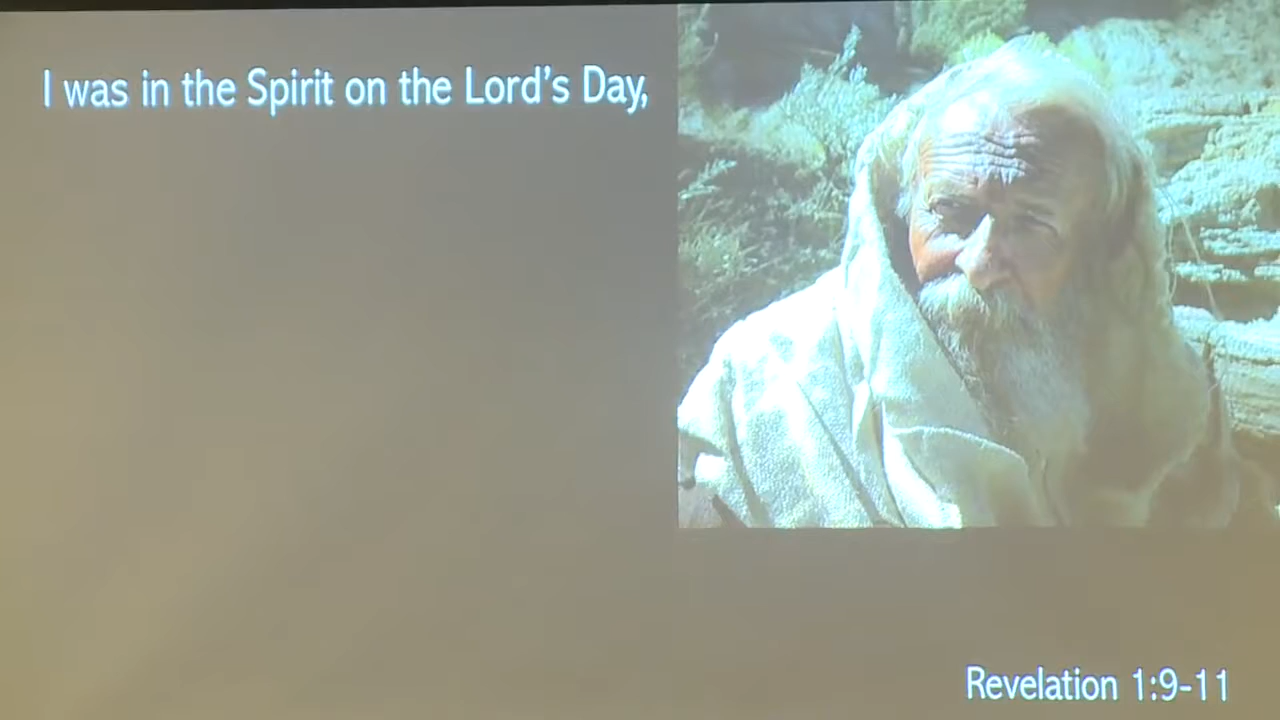 I was in the Spirit on the Lord's Day,
Revelation 1:9-11